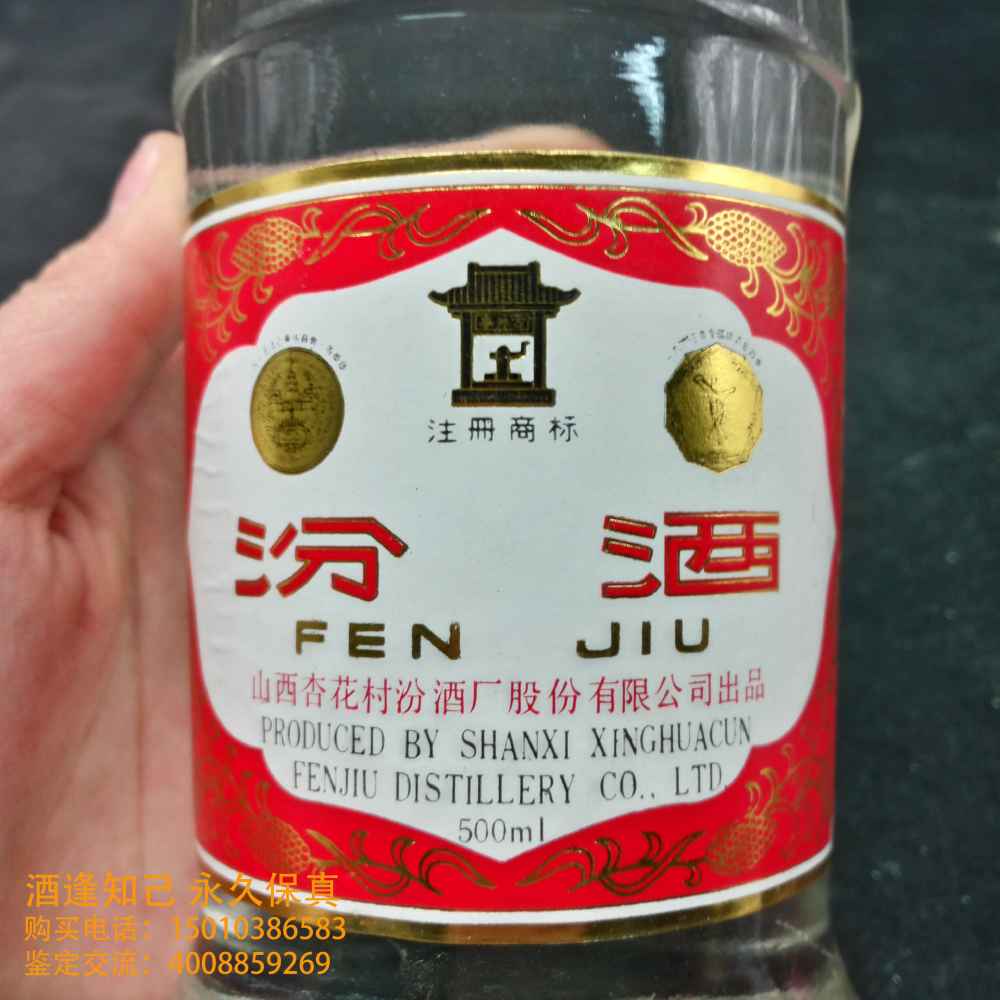 注册商标
汾酒
FEN JIU
山西杏花村汾酒厂股份有限公司出品
PRODUCED BY SHANXI XINGHUACUN
FENJIU DISTILLERY CO., LTD.
500ml
酒逢知己 永久保真
购买电话：15010386583
鉴定交流：4008859269